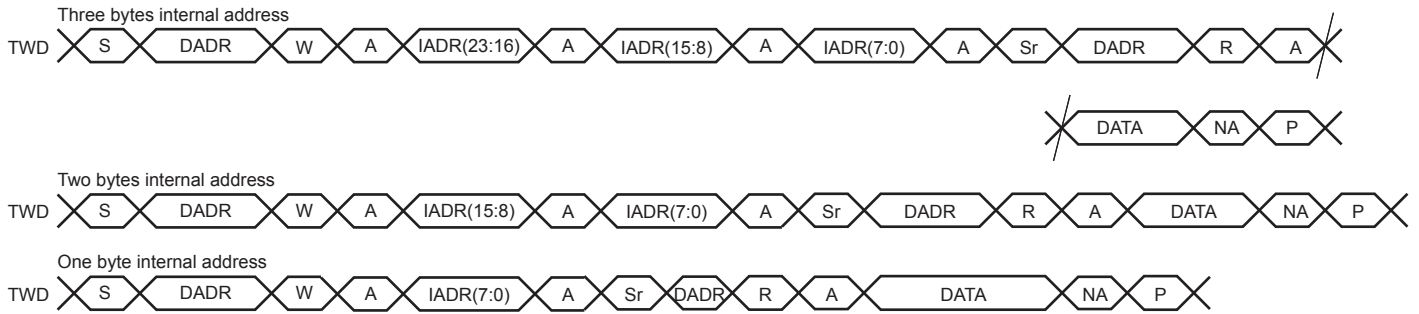 Three bytes internal address
TWD S DADR W A IADR(23:16) A IADR(15:8) A IADR(7:0) A Sr DADR R A
DATA NA P
Two bytes internal address
TWD S DADR W A IADR(15:8) A IADR(7:0) A Sr DADR R A DATA NA P
One byte internal address
TWD S DADR W A IADR(7:0) A Sr DADR R A DATA NA P